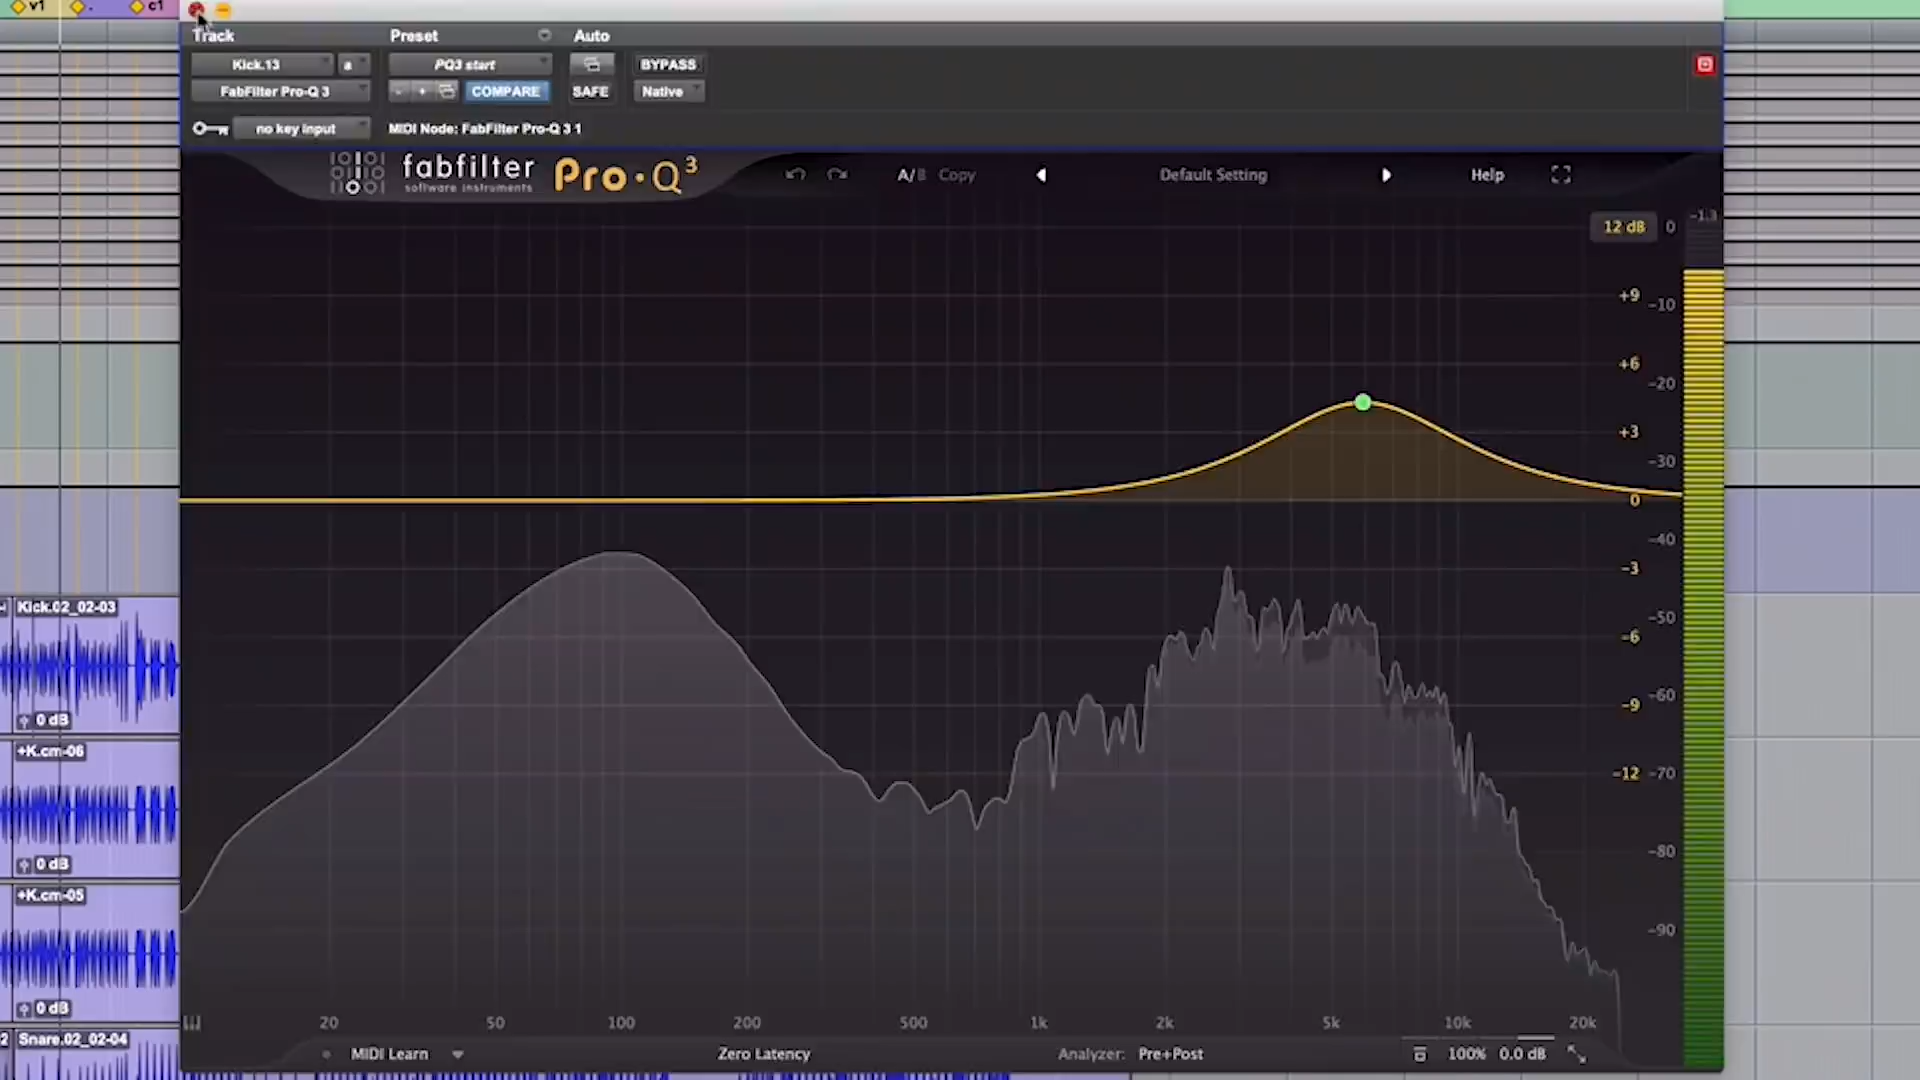 v1
c1
Track
Preset
Auto
Kick.13
a
PQ3 start
BYPASS
FabFilter Pro-Q 3
- +
COMPARE
SAFE
Native
no key input
MIDI Node: FabFilter Pro-Q 3 1
fabfilter
software instruments
Pro·Q3
A/B Copy
Default Setting
Help
12 dB
0
-1.3
+9
-10
+6
-20
+3
-30
0
-40
-3
-50
-6
-60
-9
-12
-70
-80
-90
Kick.02_02-03
0 dB
+K.cm-06
0 dB
+K.cm-05
0 dB
2
Snare.02_02-04
20 50 100 200 500 1k 2k 5k 10k 20k
MIDI Learn
Zero Latency
Analyzer: Pre+Post
100% 0.0 dB